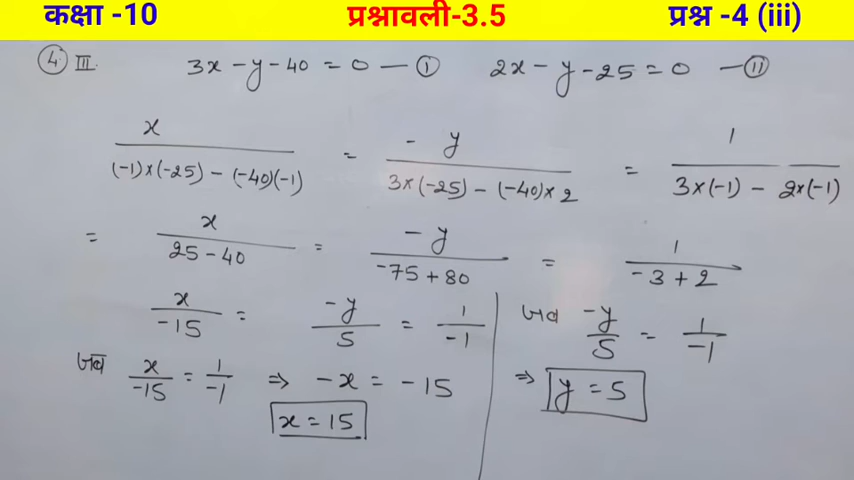 कक्षा -10 प्रश्नावली-3.5 प्रश्न -4 (iii)
④ III. 3x - y - 40 = 0 — ① 2x - y - 25 = 0 — ⑪
x / (-1)×(-25) - (-40)(-1) = -y / 3×(-25) - (-40)×2 = 1 / 3×(-1) - 2×(-1)
= x / 25 - 40 = -y / -75 + 80 = 1 / -3 + 2
x / -15 = -y / 5 = 1 / -1
जब x / -15 = 1 / -1 ⇒ -x = -15
x = 15
जब -y / 5 = 1 / -1
⇒ y = 5